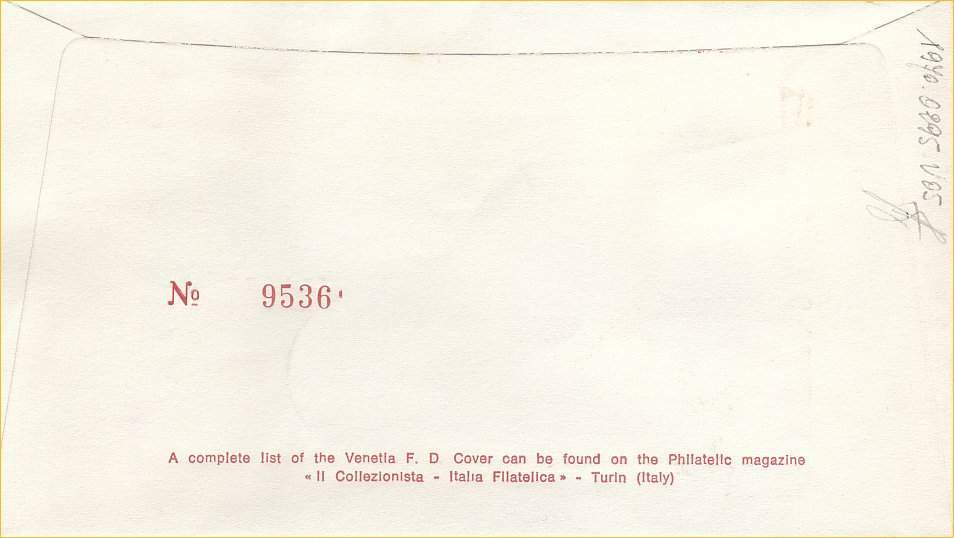 № 9536
A complete list of the Venetia F. D. Cover can be found on the Philatelic magazine
« Il Collezionista - Italia Filatelica » - Turin (Italy)